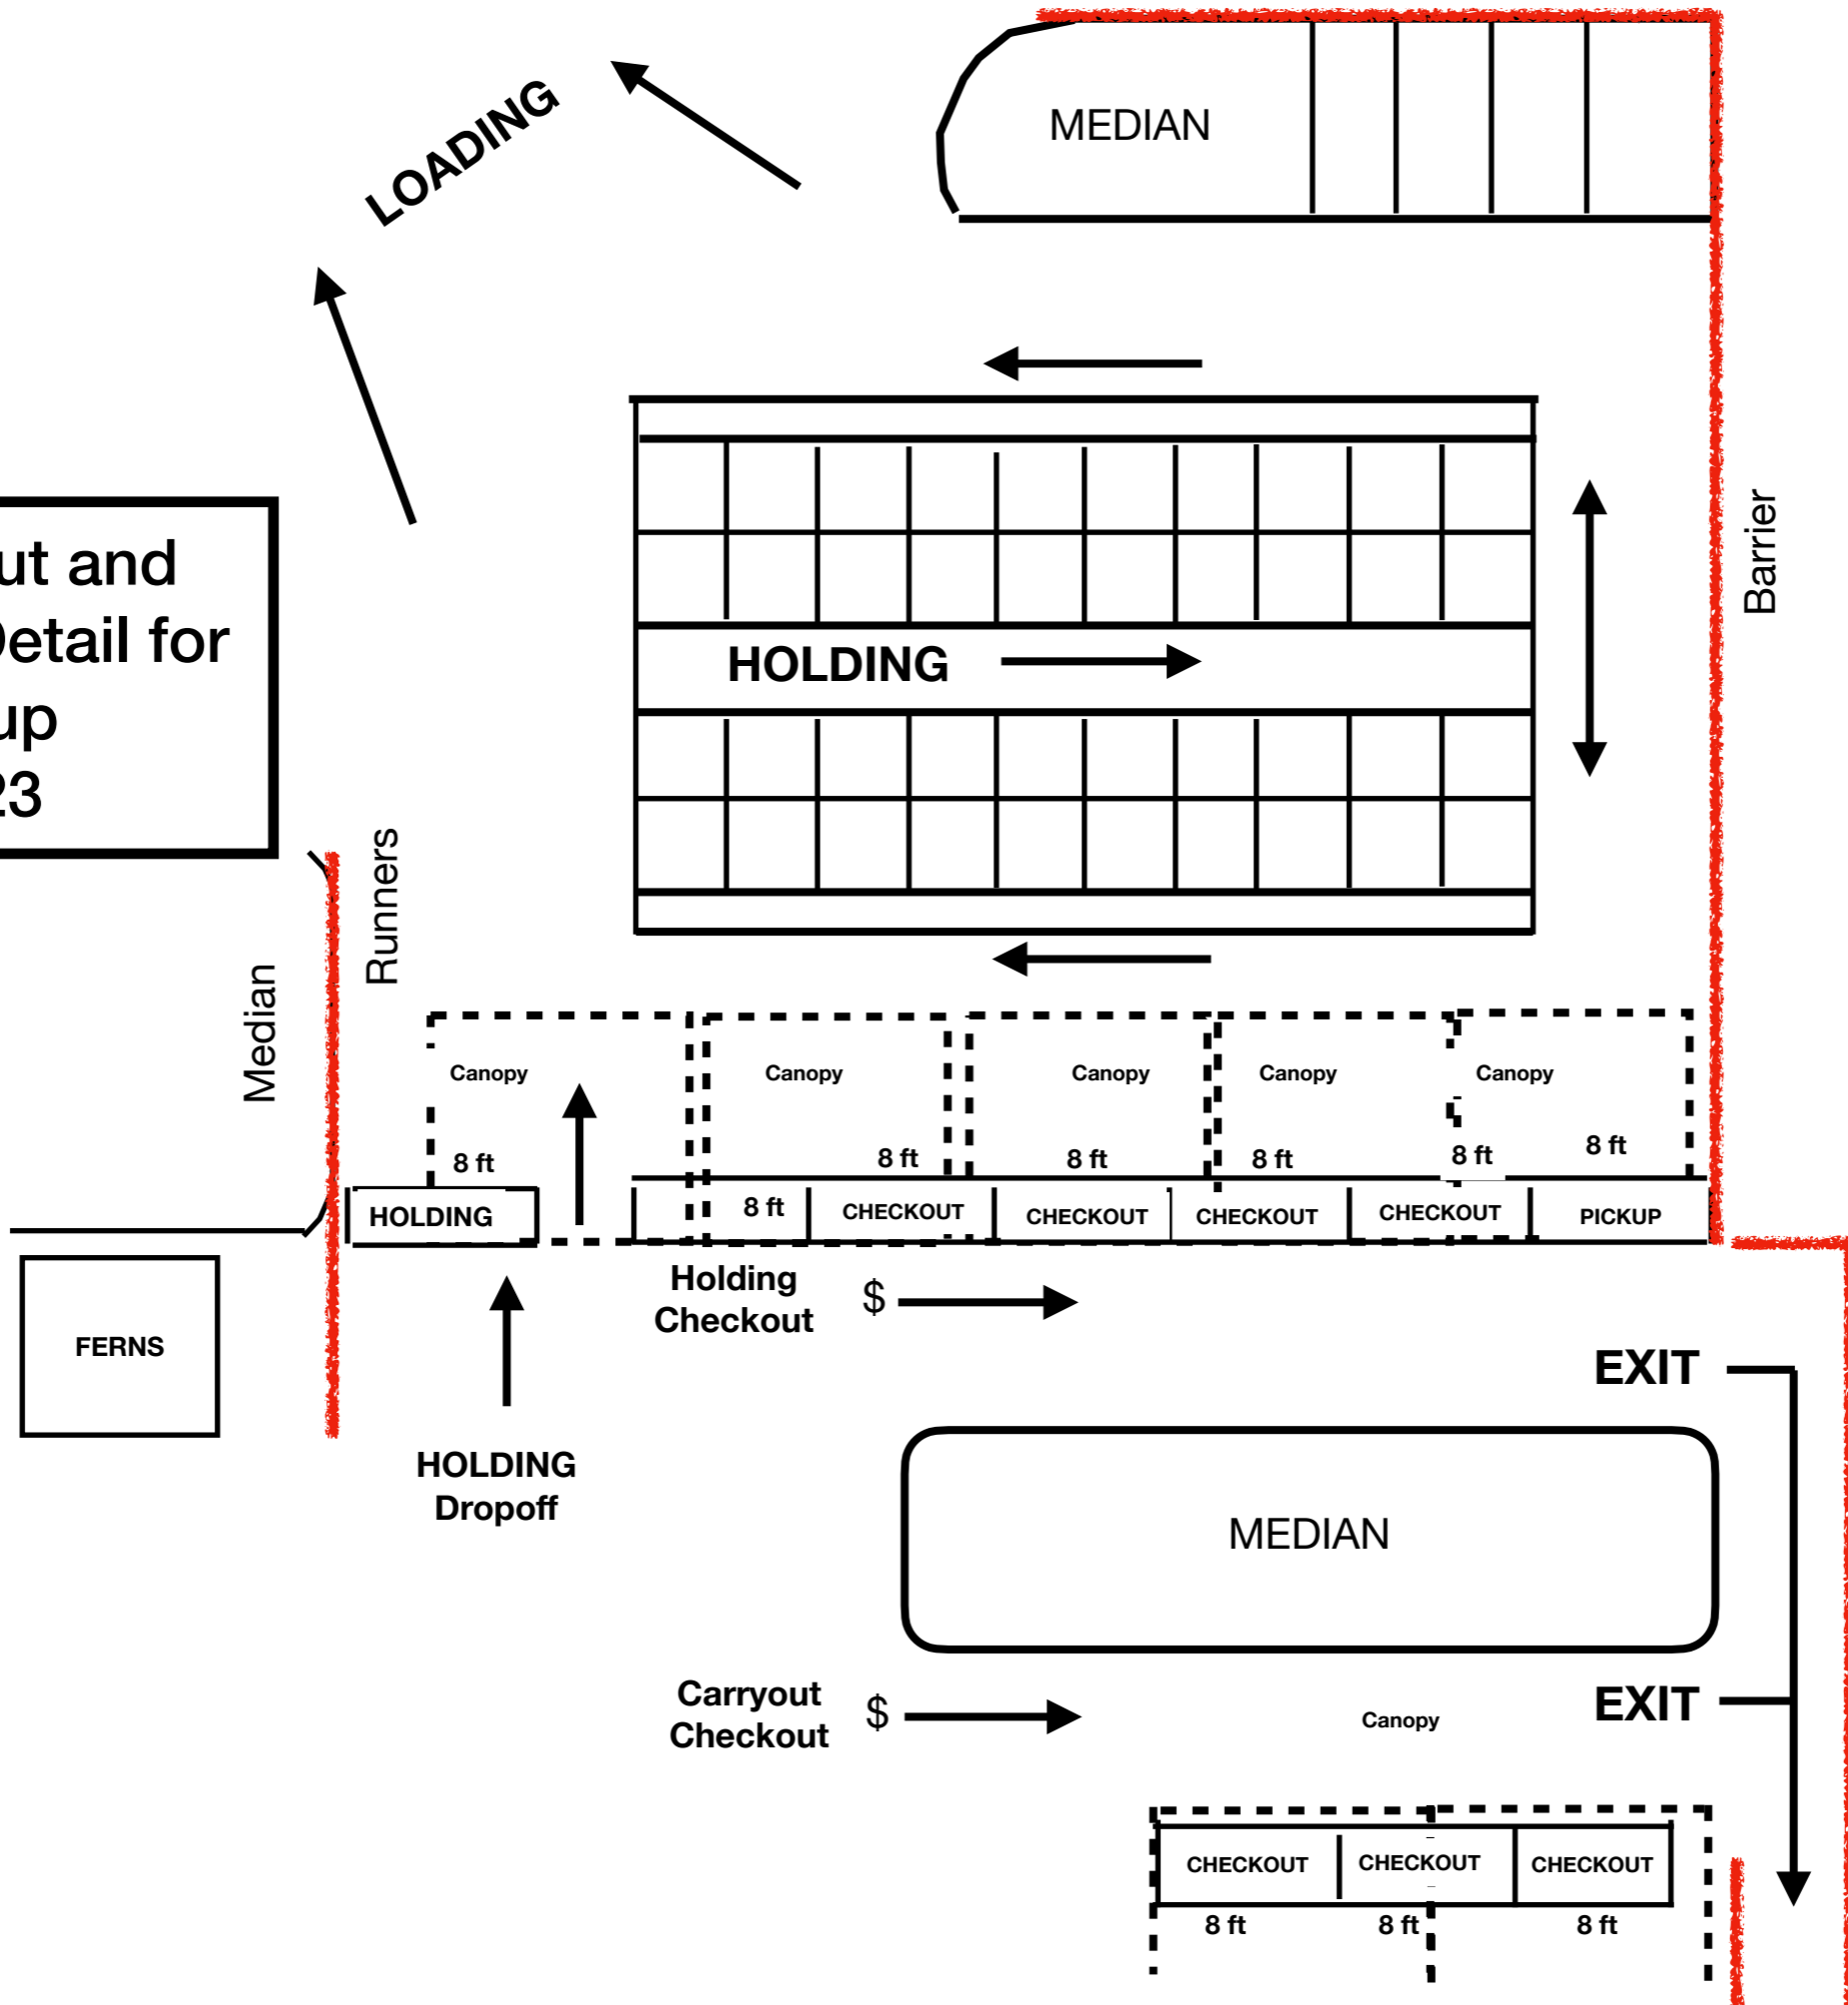 LOADING
MEDIAN
ut and
Detail for
up
23
HOLDING
Barrier
Runners
Median
Canopy
Canopy
Canopy
Canopy
Canopy
8 ft
8 ft
8 ft
8 ft
8 ft
8 ft
HOLDING
8 ft
CHECKOUT
CHECKOUT
CHECKOUT
CHECKOUT
PICKUP
Holding
Checkout
$
FERNS
EXIT
HOLDING
Dropoff
MEDIAN
Carryout
Checkout
$
Canopy
EXIT
CHECKOUT
CHECKOUT
CHECKOUT
8 ft
8 ft
8 ft